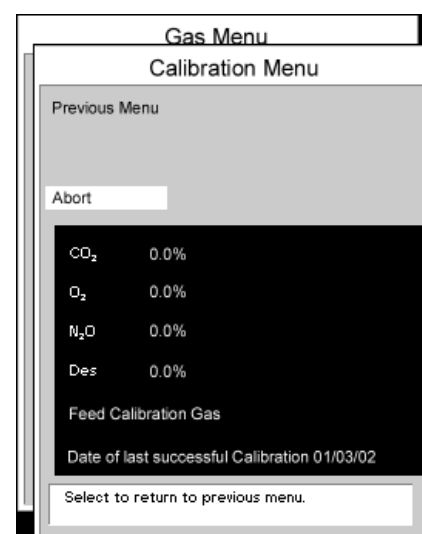 Gas Menu
Calibration Menu
Previous Menu
Abort
CO₂ 0.0%
O₂ 0.0%
N₂O 0.0%
Des 0.0%
Feed Calibration Gas
Date of last successful Calibration 01/03/02
Select to return to previous menu.